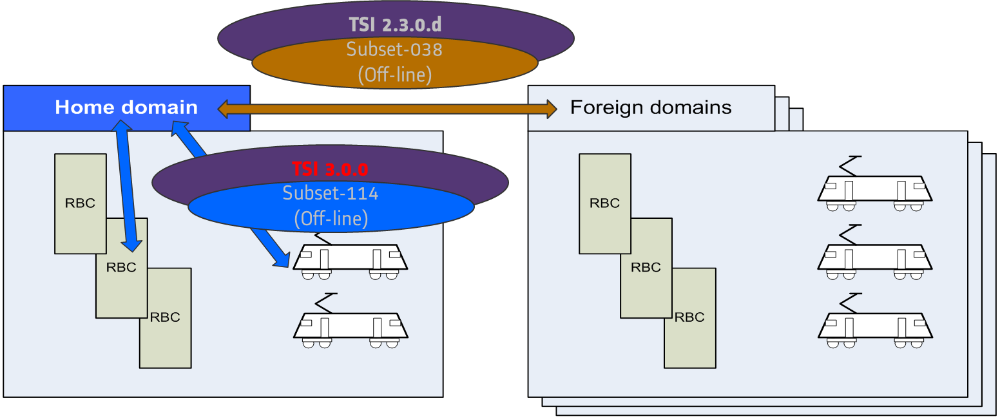 TSI 2.3.0.d
Subset-038
(Off-line)
Home domain
Foreign domains
TSI 3.0.0
Subset-114
(Off-line)
RBC
RBC
RBC
RBC
RBC
RBC